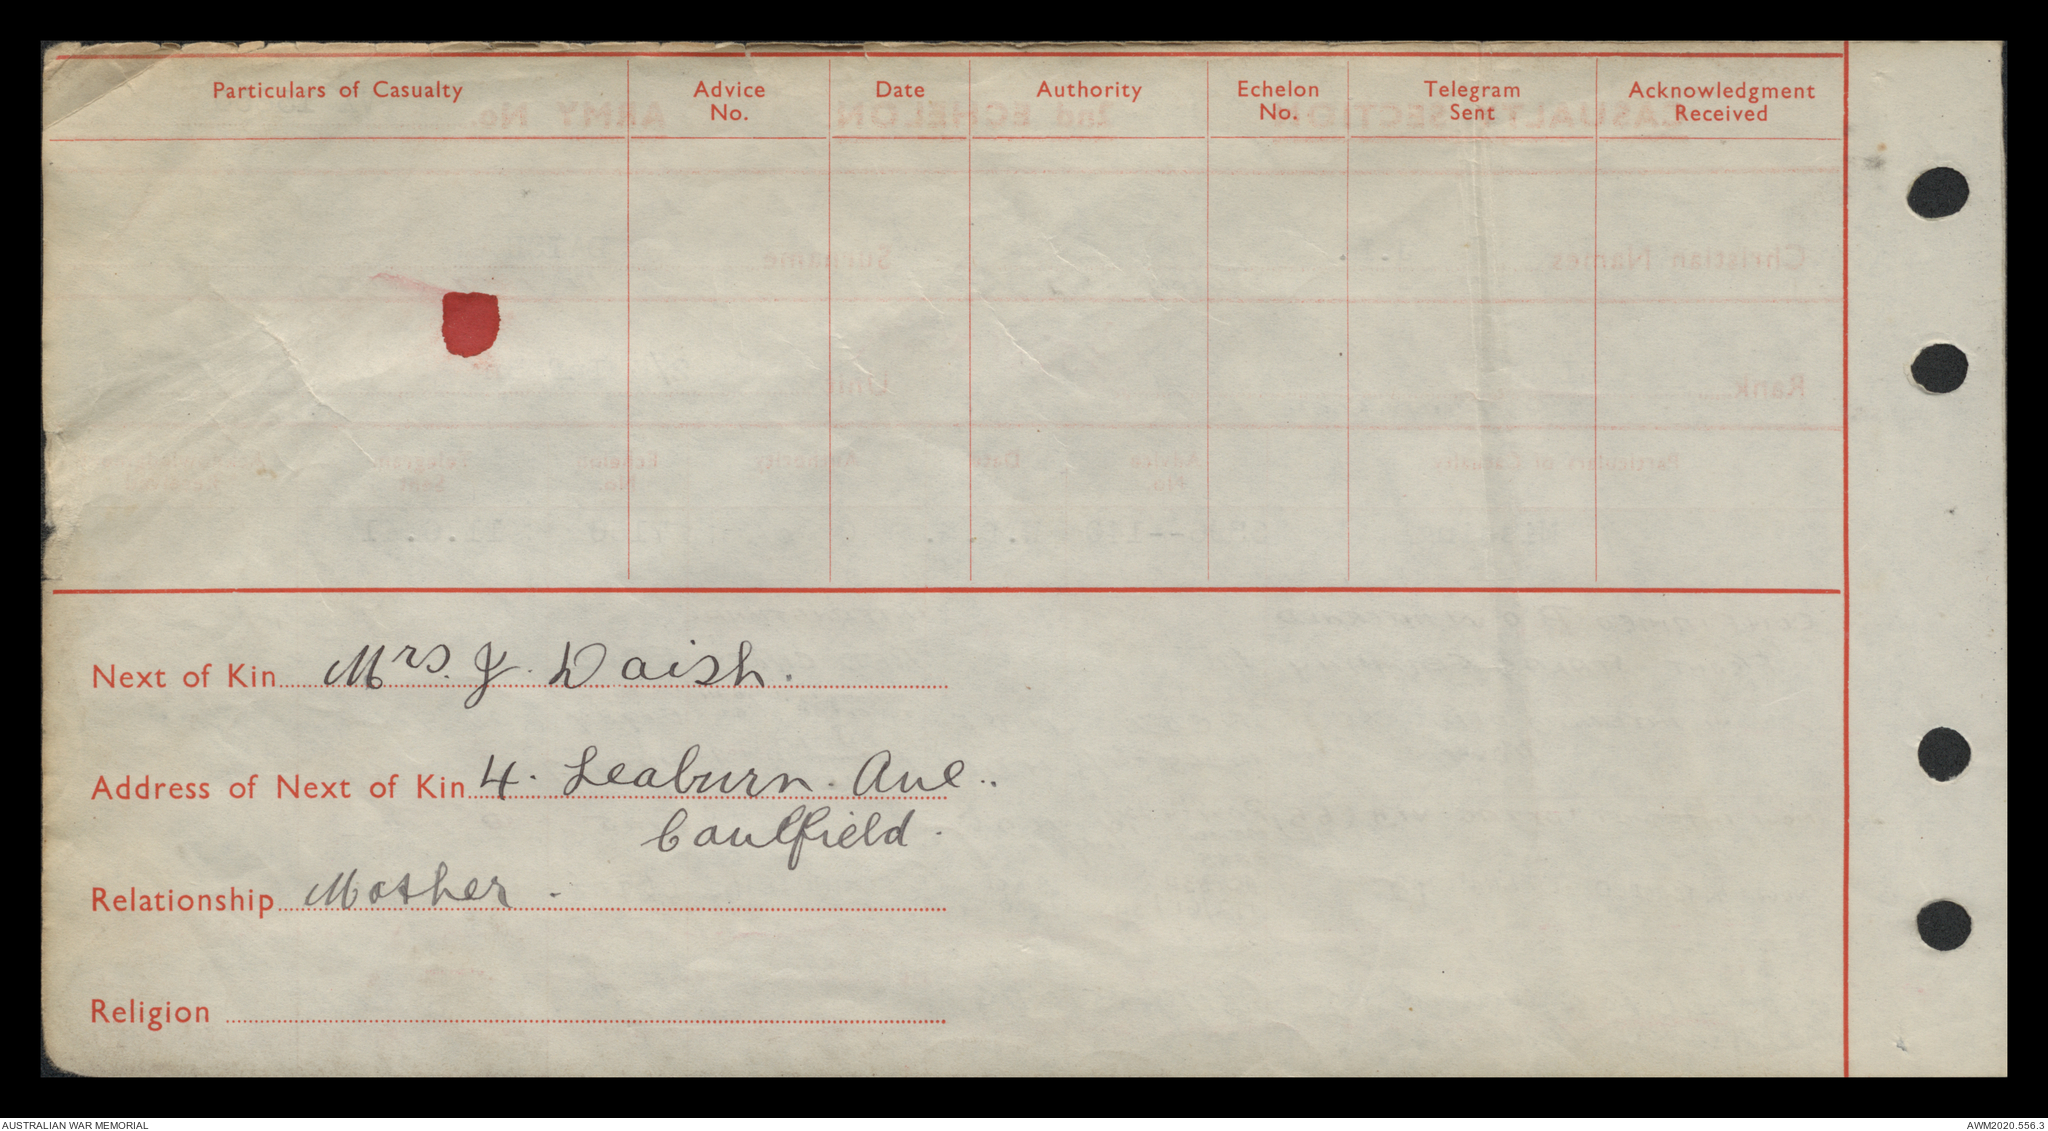 Particulars of Casualty Advice No. Date Authority Echelon No. Telegram Sent Acknowledgment Received
Next of Kin Mrs. J. Daish.
Address of Next of Kin 4. Leaburn. Ave..
Caulfield.
Relationship Mother.
Religion
AUSTRALIAN WAR MEMORIAL AWM2020.556.3